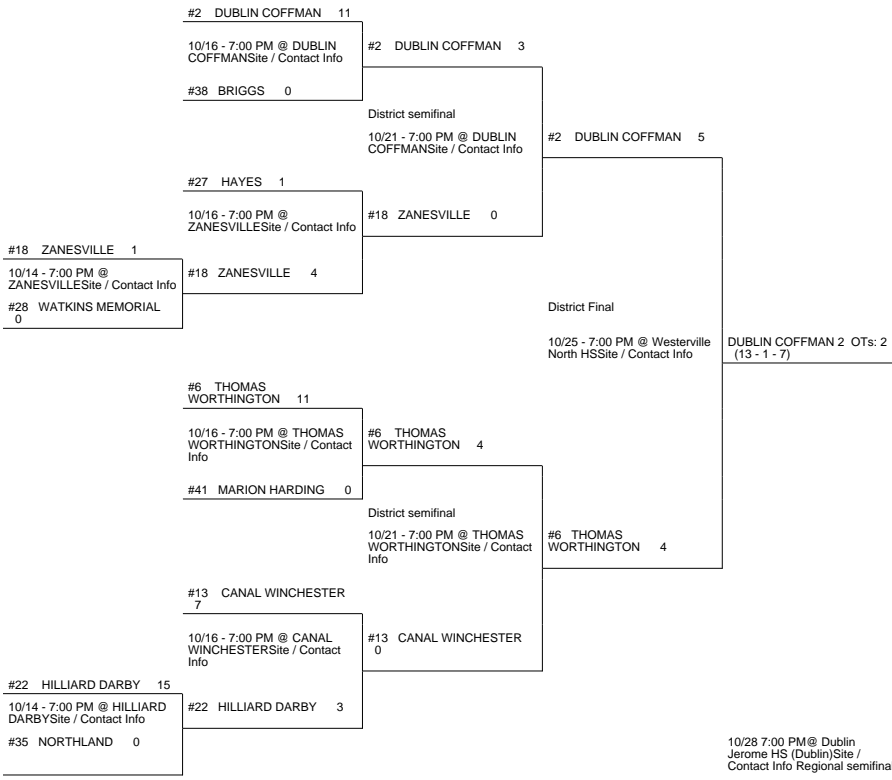 #2 DUBLIN COFFMAN 11
10/16 - 7:00 PM @ DUBLIN
COFFMANSite / Contact Info
#38 BRIGGS 0
#2 DUBLIN COFFMAN 3
District semifinal
10/21 - 7:00 PM @ DUBLIN
COFFMANSite / Contact Info
#2 DUBLIN COFFMAN 5
#27 HAYES 1
10/16 - 7:00 PM @
ZANESVILLESite / Contact Info
#18 ZANESVILLE 0
#18 ZANESVILLE 1
10/14 - 7:00 PM @
ZANESVILLESite / Contact Info
#28 WATKINS MEMORIAL
0
#18 ZANESVILLE 4
District Final
10/25 - 7:00 PM @ Westerville
North HSSite / Contact Info
DUBLIN COFFMAN 2 OTs: 2
(13 - 1 - 7)
#6 THOMAS
WORTHINGTON 11
10/16 - 7:00 PM @ THOMAS
WORTHINGTONSite / Contact
Info
#41 MARION HARDING 0
#6 THOMAS
WORTHINGTON 4
District semifinal
10/21 - 7:00 PM @ THOMAS
WORTHINGTONSite / Contact
Info
#6 THOMAS
WORTHINGTON 4
#13 CANAL WINCHESTER
7
10/16 - 7:00 PM @ CANAL
WINCHESTERSite / Contact
Info
#13 CANAL WINCHESTER
0
#22 HILLIARD DARBY 15
10/14 - 7:00 PM @ HILLIARD
DARBYSite / Contact Info
#35 NORTHLAND 0
#22 HILLIARD DARBY 3
10/28 7:00 PM@ Dublin
Jerome HS (Dublin)Site /
Contact Info Regional semifina